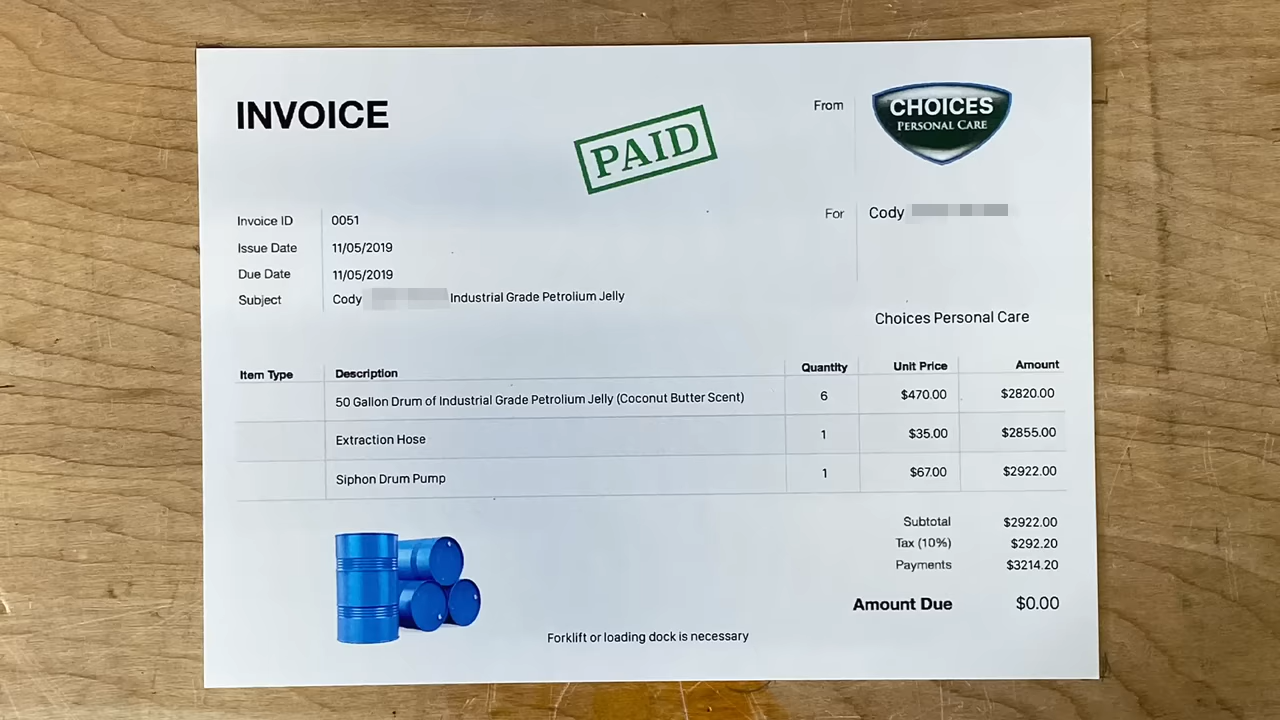 INVOICE
PAID
From
CHOICES
PERSONAL CARE
Invoice ID 0051
Issue Date 11/05/2019
Due Date 11/05/2019
Subject Cody Industrial Grade Petrolium Jelly
For Cody
Choices Personal Care
Item Type Description Quantity Unit Price Amount
50 Gallon Drum of Industrial Grade Petrolium Jelly (Coconut Butter Scent) 6 $470.00 $2820.00
Extraction Hose 1 $35.00 $2855.00
Siphon Drum Pump 1 $67.00 $2922.00
Subtotal $2922.00
Tax (10%) $292.20
Payments $3214.20
Amount Due $0.00
Forklift or loading dock is necessary